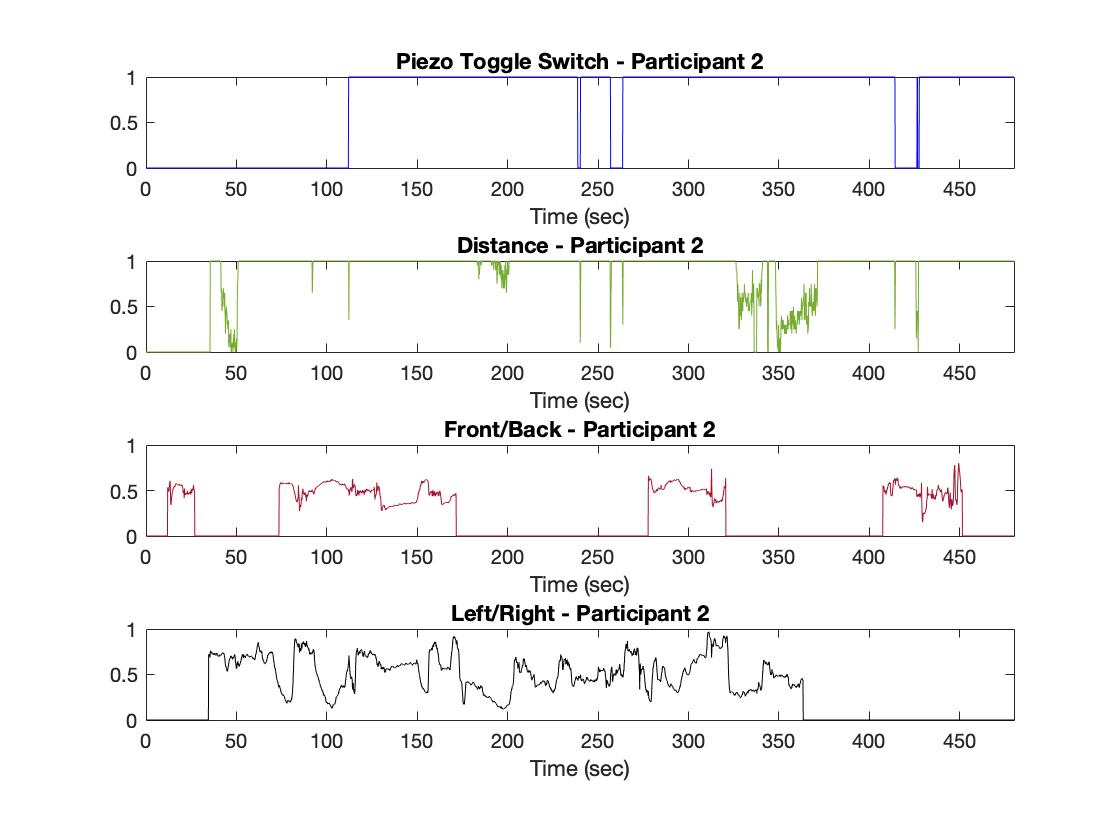 Piezo Toggle Switch - Participant 2
1
0.5
0
0 50 100 150 200 250 300 350 400 450
Time (sec)
Distance - Participant 2
1
0.5
0
0 50 100 150 200 250 300 350 400 450
Time (sec)
Front/Back - Participant 2
1
0.5
0
0 50 100 150 200 250 300 350 400 450
Time (sec)
Left/Right - Participant 2
1
0.5
0
0 50 100 150 200 250 300 350 400 450
Time (sec)